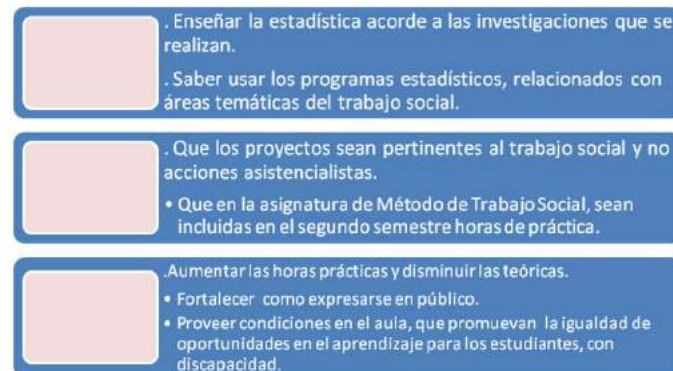 . Enseñar la estadística acorde a las investigaciones que se
realizan.
. Saber usar los programas estadísticos, relacionados con
áreas temáticas del trabajo social.
. Que los proyectos sean pertinentes al trabajo social y no
acciones asistencialistas.
• Que en la asignatura de Método de Trabajo Social, sean
incluidas en el segundo semestre horas de práctica.
.Aumentar las horas prácticas y disminuir las teóricas.
• Fortalecer como expresarse en público.
• Proveer condiciones en el aula, que promuevan la igualdad de
oportunidades en el aprendizaje para los estudiantes, con
discapacidad.